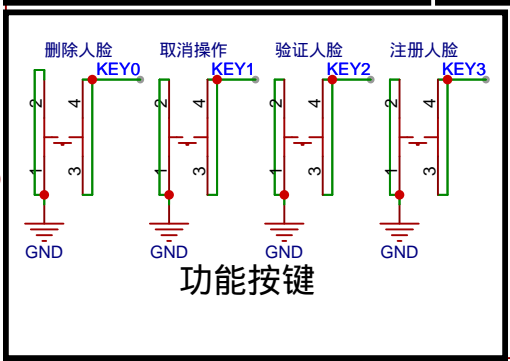 删除人脸 取消操作 验证人脸 注册人脸
KEY0 KEY1 KEY2 KEY3
2 4 2 4 2 4 2 4
1 3 1 3 1 3 1 3
GND GND GND GND
功能按键